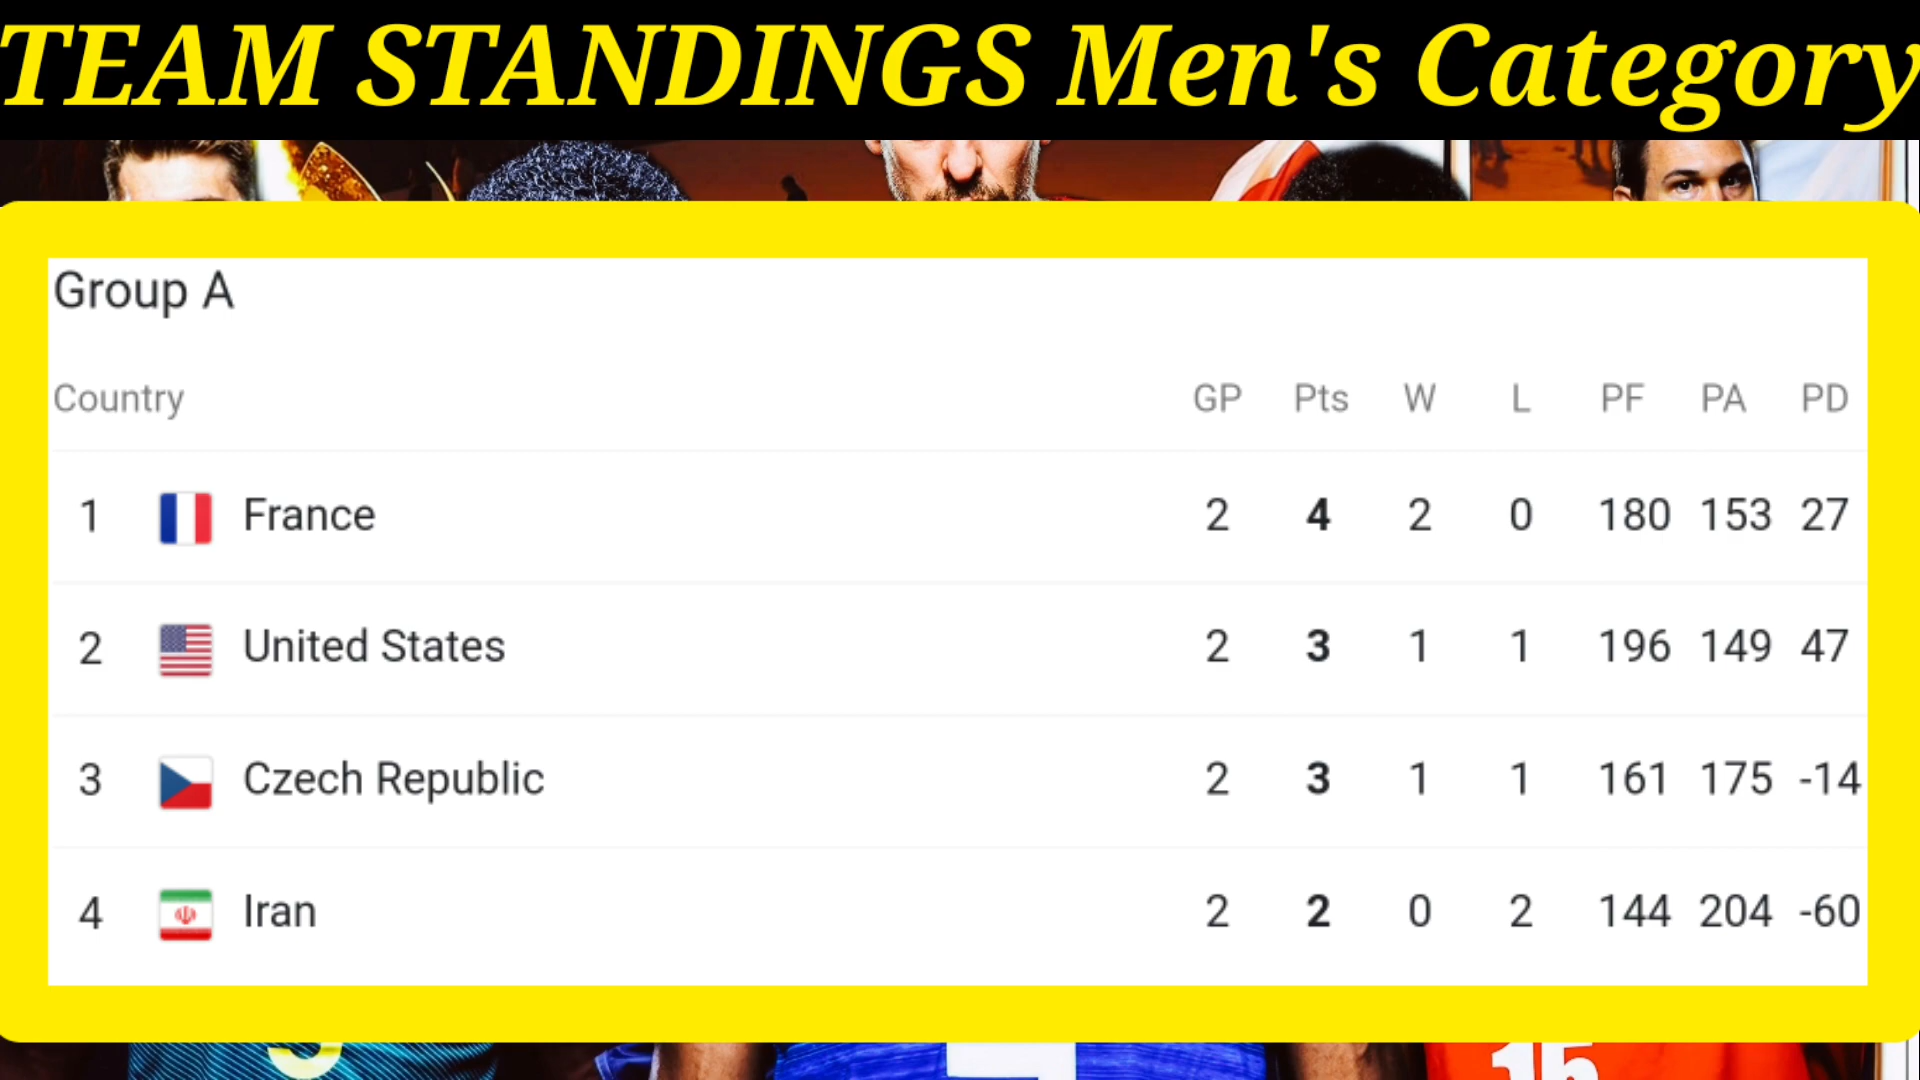 TEAM STANDINGS Men's Category
Group A
Country GP Pts W L PF PA PD
1 France 2 4 2 0 180 153 27
2 United States 2 3 1 1 196 149 47
3 Czech Republic 2 3 1 1 161 175 -14
4 Iran 2 2 0 2 144 204 -60
15